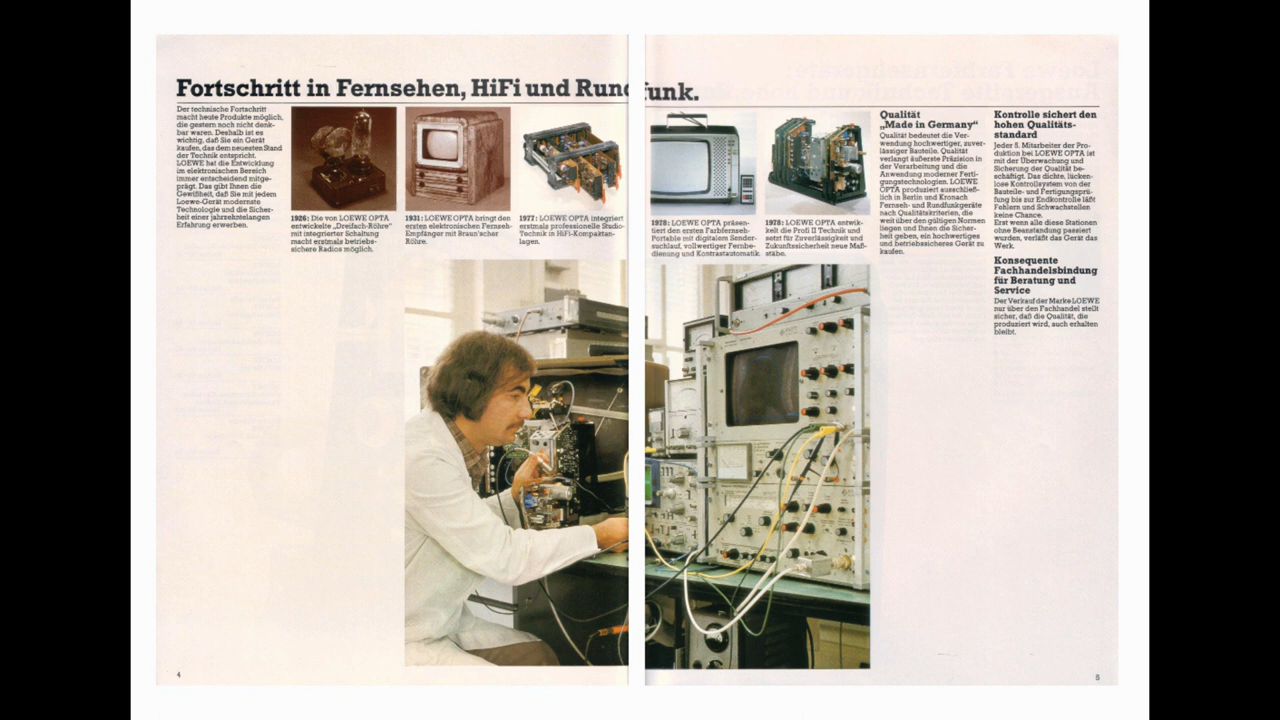 Fortschritt in Fernsehen, HiFi und Rundfunk.
Der technische Fortschritt
macht heute Produkte möglich,
die gestern noch nicht denk-
bar waren. Deshalb ist es
wichtig, daß Sie ein Gerät
kaufen, das dem neuesten Stand
der Technik entspricht.
LOEWE hat die Entwicklung
im elektronischen Bereich
immer entscheidend mitge-
prägt. Das gibt Ihnen die
Gewißheit, daß Sie mit jedem
Loewe-Gerät modernste
Technologie und die Sicher-
heit einer jahrzehntelangen
Erfahrung erwerben.
1926: Die von LOEWE OPTA
entwickelte „Dreifach-Röhre"
mit integrierter Schaltung
macht erstmals betriebs-
sichere Radios möglich.
1931: LOEWE OPTA bringt den
ersten elektronischen Fernseh-
Empfänger mit Braun'scher
Röhre.
1977: LOEWE OPTA integriert
erstmals professionelle Studio-
Technik in HiFi-Kompaktan-
lagen.
1978: LOEWE OPTA präsen-
tiert den ersten Farbfernseh-
Portable mit digitalem Sender-
suchlauf, vollwertiger Fernbe-
dienung und Kontrastautomatik.
1978: LOEWE OPTA entwik-
kelt die Profi II Technik und
setzt für Zuverlässigkeit und
Zukunftssicherheit neue Maß-
stäbe.
Qualität
„Made in Germany"
Qualität bedeutet die Ver-
wendung hochwertiger, zuver-
lässiger Bauteile. Qualität
verlangt äußerste Präzision in
der Verarbeitung und die
Anwendung moderner Ferti-
gungstechnologien. LOEWE
OPTA produziert ausschließ-
lich in Berlin und Kronach
Fernseh- und Rundfunkgeräte
nach Qualitätskriterien, die
weit über den gültigen Normen
liegen und Ihnen die Sicher-
heit geben, ein hochwertiges
und betriebssicheres Gerät zu
kaufen.
Kontrolle sichert den
hohen Qualitäts-
standard
Jeder 5. Mitarbeiter der Pro-
duktion bei LOEWE OPTA ist
mit der Überwachung und
Sicherung der Qualität be-
schäftigt. Das dichte, lücken-
lose Kontrollsystem von der
Bauteile- und Fertigungsprü-
fung bis zur Endkontrolle läßt
Fehlern und Schwachstellen
keine Chance.
Erst wenn alle diese Stationen
ohne Beanstandung passiert
wurden, verläßt das Gerät das
Werk.
Konsequente
Fachhandelsbindung
für Beratung und
Service
Der Verkauf der Marke LOEWE
nur über den Fachhandel stellt
sicher, daß die Qualität, die
produziert wird, auch erhalten
bleibt.
4
5